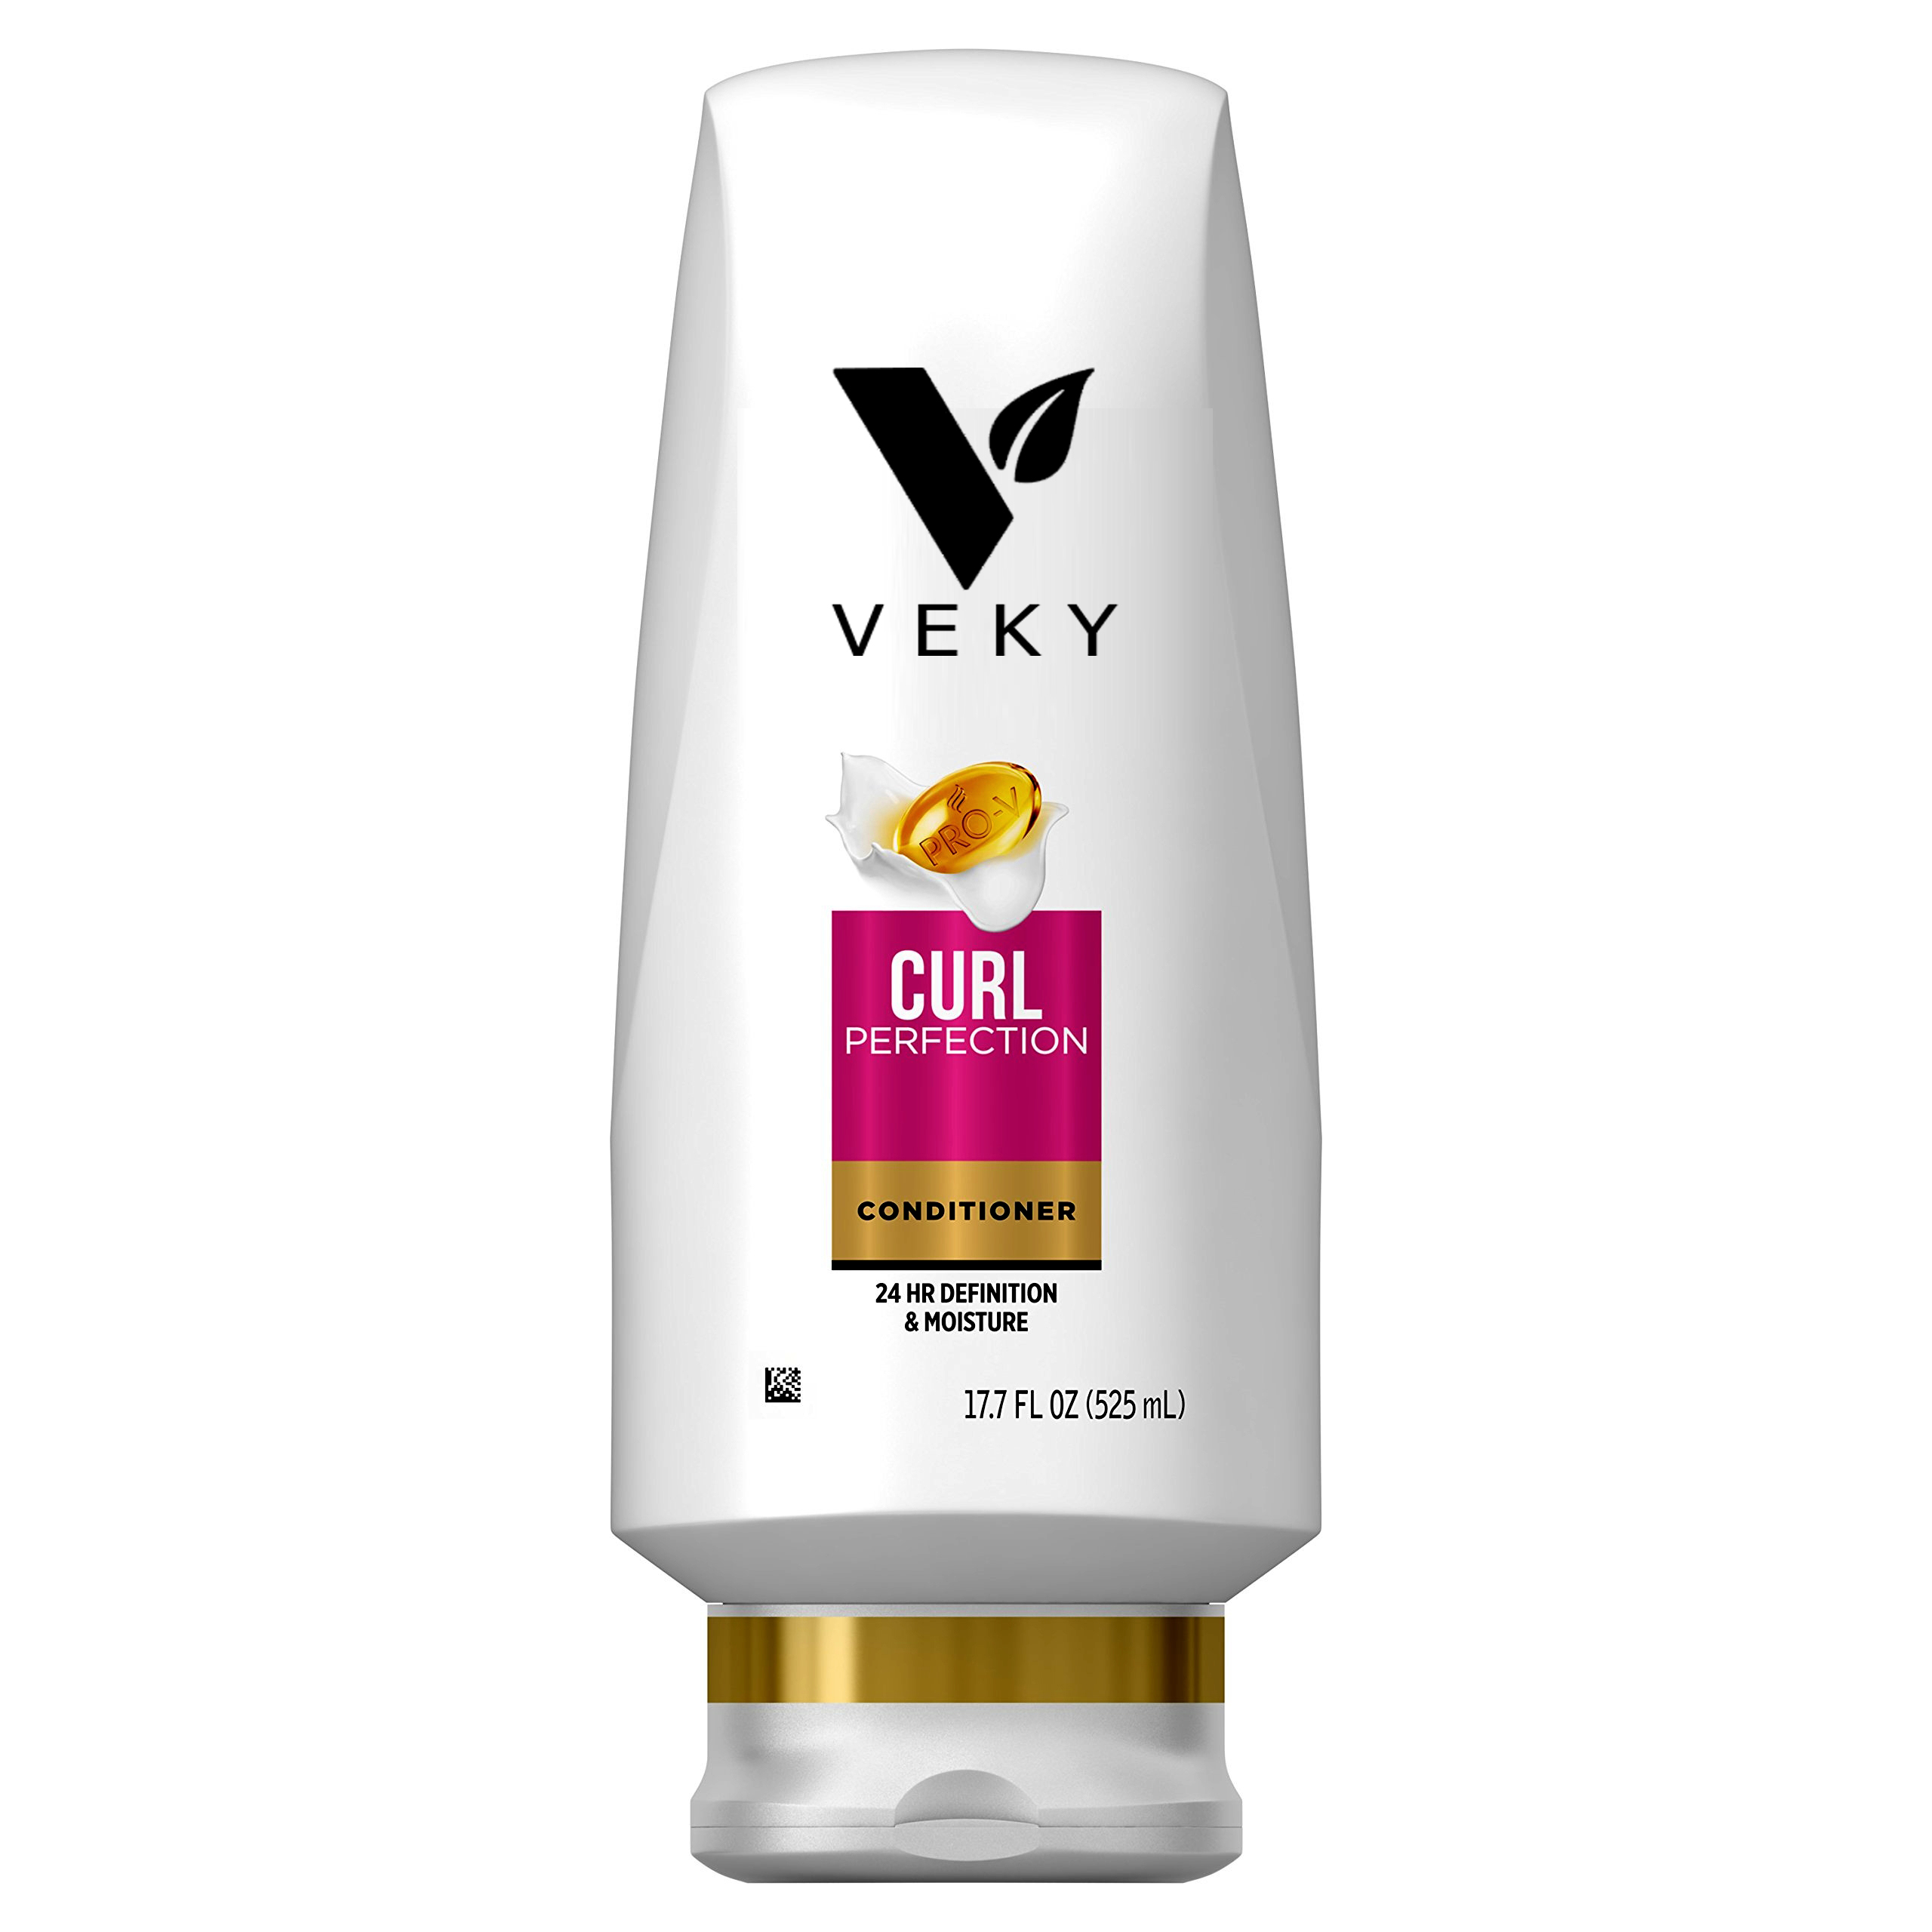 VEKY
PRO-V
CURL
PERFECTION
CONDITIONER
24 HR DEFINITION
& MOISTURE
17.7 FL OZ (525 mL)